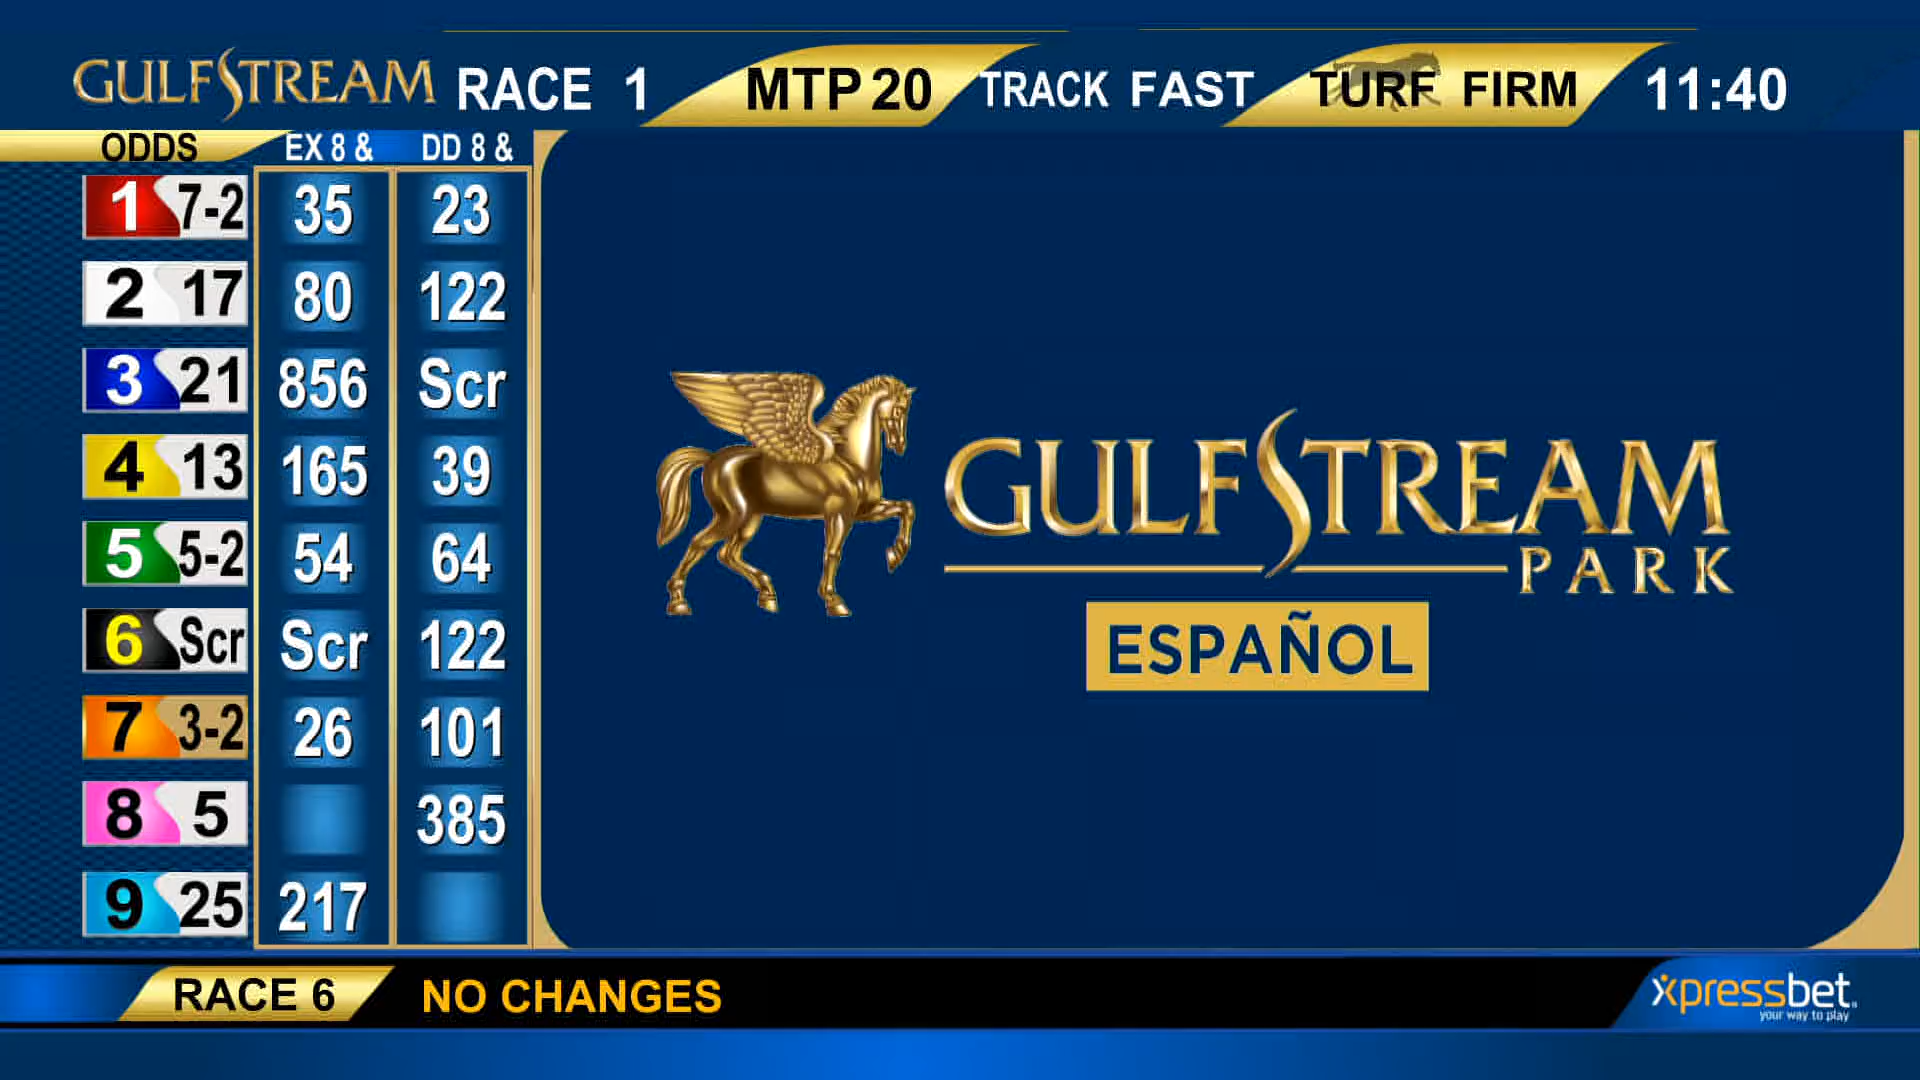 GULFSTREAM RACE 1 MTP 20 TRACK FAST TURF FIRM 11:40
ODDS EX 8 & DD 8 &
1 7-2 35 23
2 17 80 122
3 21 856 Scr
4 13 165 39
5 5-2 54 64
6 Scr Scr 122
7 3-2 26 101
8 5 385
9 25 217
GULFSTREAM
PARK
ESPAÑOL
RACE 6 NO CHANGES
xpressbet
your way to play